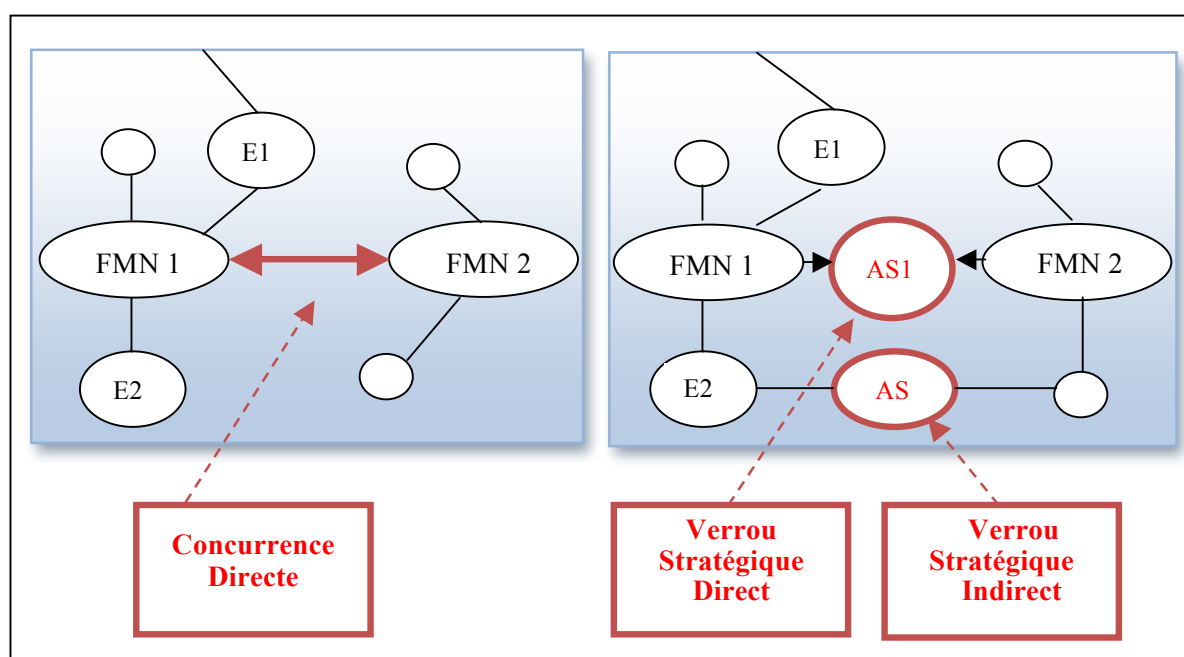 E1
FMN 1
FMN 2
E2
Concurrence
Directe
E1
FMN 1
AS1
FMN 2
E2
AS
Verrou
Stratégique
Direct
Verrou
Stratégique
Indirect